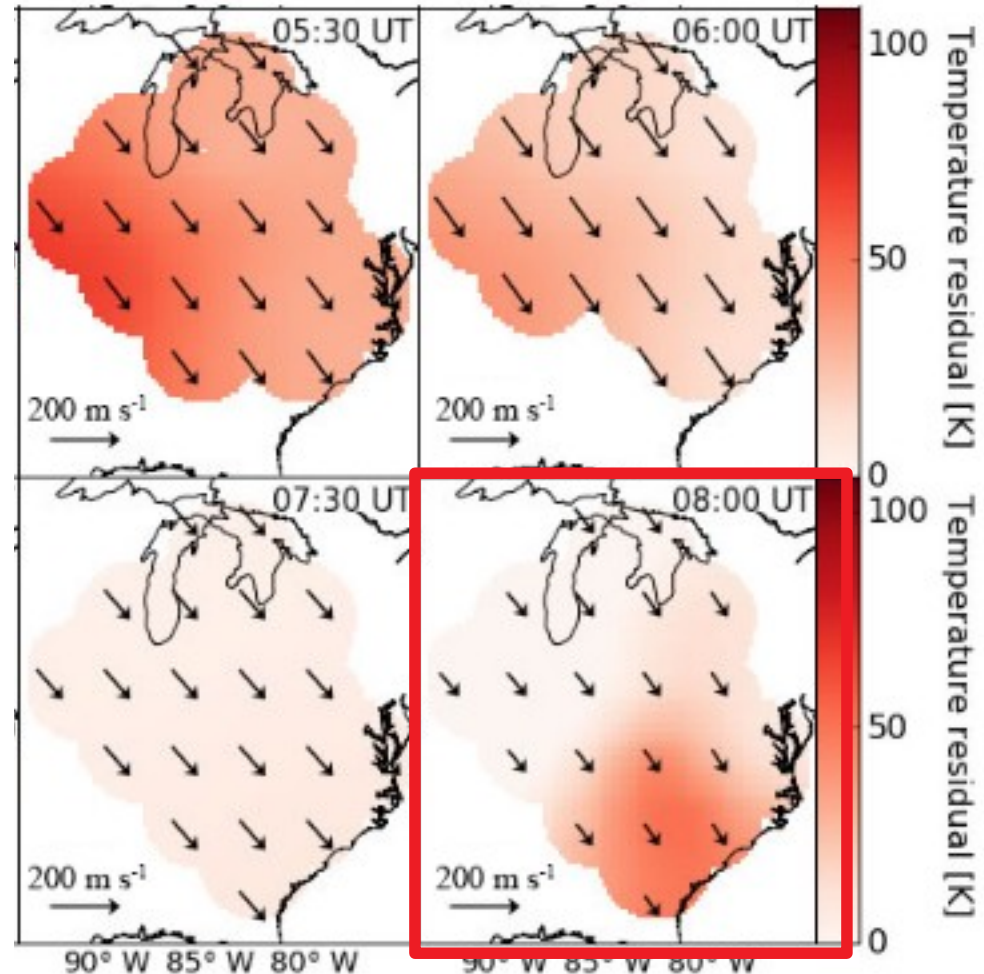 05:30 UT
06:00 UT
100
50
0
Temperature residual [K]
200 m s⁻¹
200 m s⁻¹
07:30 UT
08:00 UT
100
50
0
Temperature residual [K]
200 m s⁻¹
200 m s⁻¹
90° W 85° W 80° W
90° W 85° W 80° W